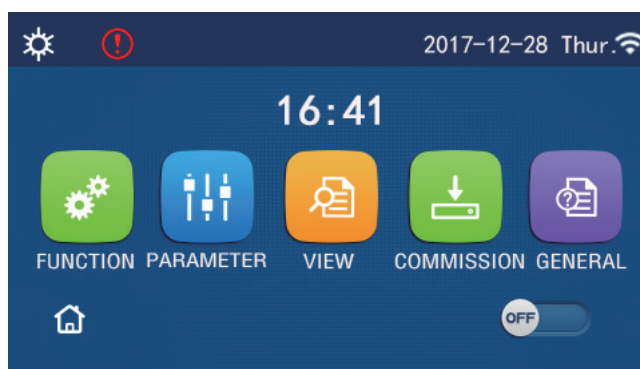 2017-12-28 Thur.
16:41
FUNCTION PARAMETER VIEW COMMISSION GENERAL
OFF